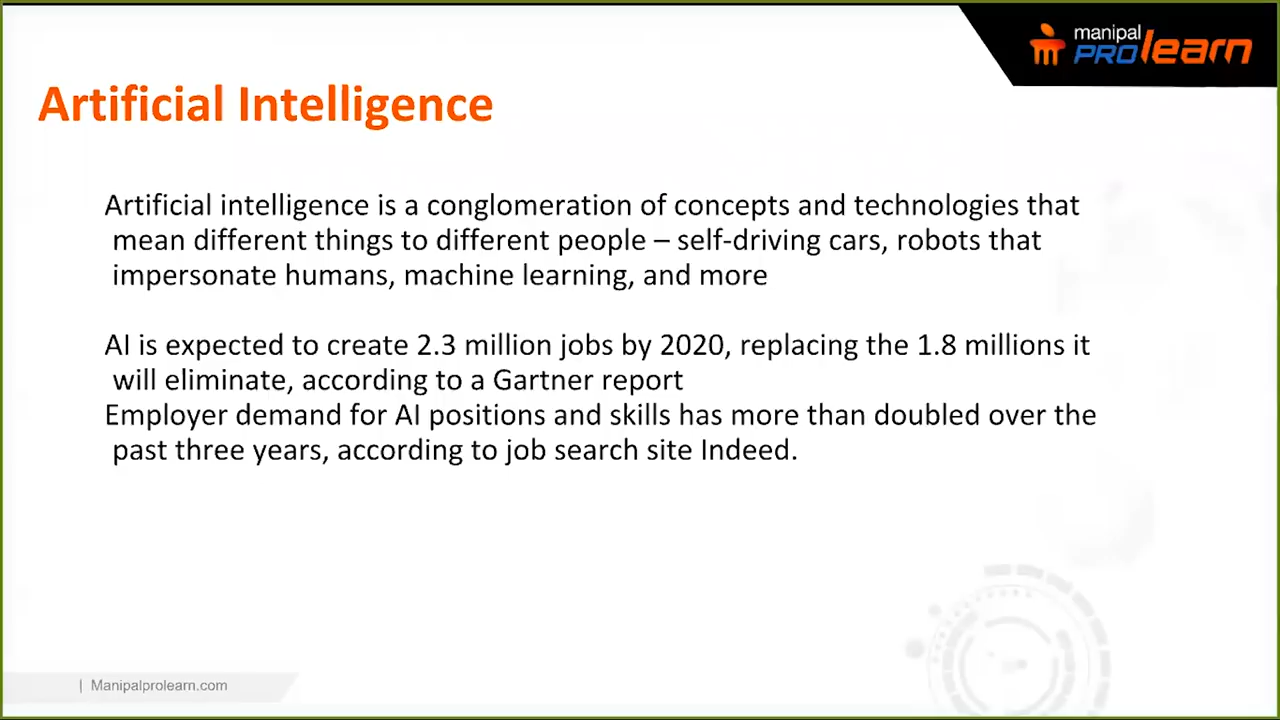 manipal
PROlearn
Artificial Intelligence
Artificial intelligence is a conglomeration of concepts and technologies that
mean different things to different people – self-driving cars, robots that
impersonate humans, machine learning, and more
AI is expected to create 2.3 million jobs by 2020, replacing the 1.8 millions it
will eliminate, according to a Gartner report
Employer demand for AI positions and skills has more than doubled over the
past three years, according to job search site Indeed.
| Manipalprolearn.com